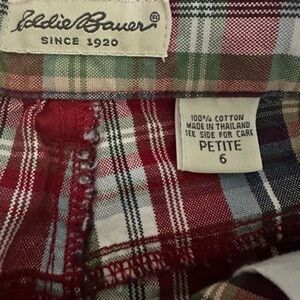 Eddie Bauer®
SINCE 1920
100% COTTON
MADE IN THAILAND
SEE SIDE FOR CARE
PETITE
6